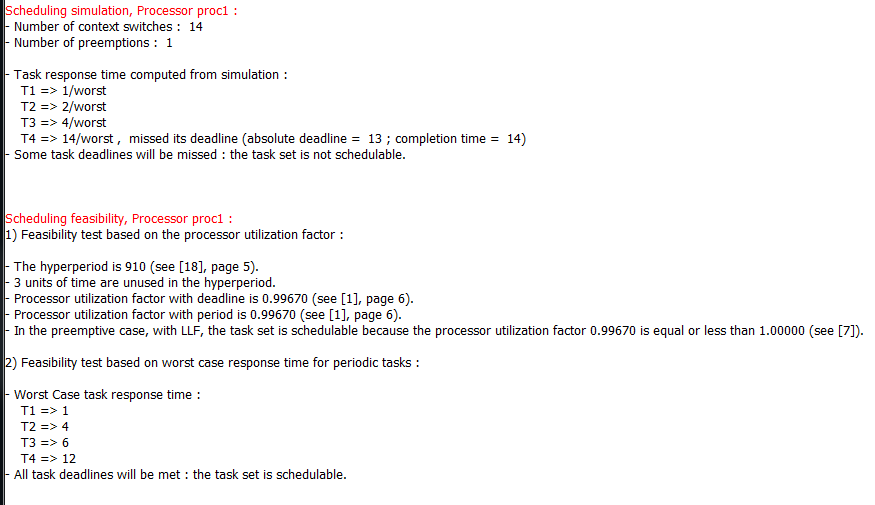 Scheduling simulation, Processor proc1 :
- Number of context switches :  14
- Number of preemptions :  1
- Task response time computed from simulation :
T1 => 1/worst
T2 => 2/worst
T3 => 4/worst
T4 => 14/worst ,  missed its deadline (absolute deadline =  13 ; completion time =  14)
- Some task deadlines will be missed : the task set is not schedulable.
Scheduling feasibility, Processor proc1 :
1) Feasibility test based on the processor utilization factor :
- The hyperperiod is 910 (see [18], page 5).
- 3 units of time are unused in the hyperperiod.
- Processor utilization factor with deadline is 0.99670 (see [1], page 6).
- Processor utilization factor with period is 0.99670 (see [1], page 6).
- In the preemptive case, with LLF, the task set is schedulable because the processor utilization factor 0.99670 is equal or less than 1.00000 (see [7]).
2) Feasibility test based on worst case response time for periodic tasks :
- Worst Case task response time :
T1 => 1
T2 => 4
T3 => 6
T4 => 12
- All task deadlines will be met : the task set is schedulable.